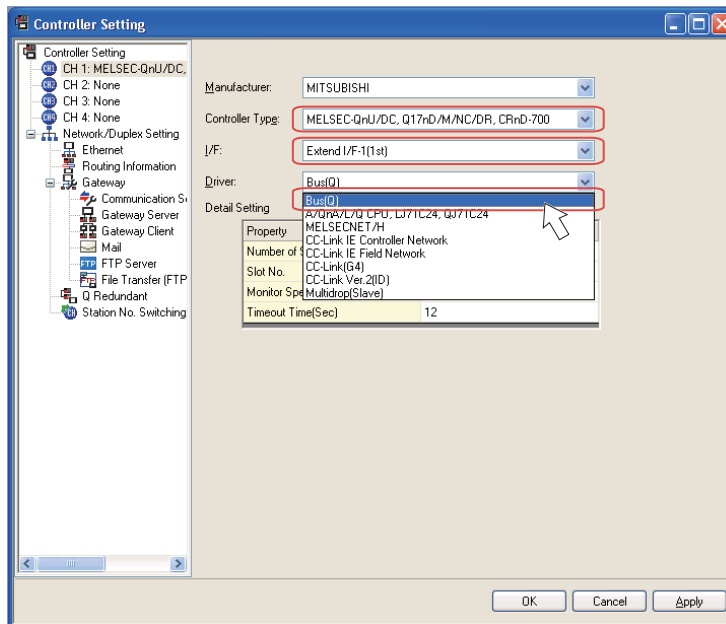 Controller Setting
Controller Setting
CH 1: MELSEC-QnU/DC,
CH 2: None
CH 3: None
CH 4: None
Network/Duplex Setting
Ethernet
Routing Information
Gateway
Communication S
Gateway Server
Gateway Client
Mail
FTP Server
File Transfer (FTP
Q Redundant
Station No. Switching
Manufacturer:
MITSUBISHI
Controller Type:
MELSEC-QnU/DC, Q17nD/M/NC/DR, CRnD-700
I/F:
Extend I/F-1(1st)
Driver:
Bus(Q)
Bus(Q)
A/QnA/L/Q CPU, LJ71C24, QJ71C24
MELSECNET/H
CC-Link IE Controller Network
CC-Link IE Field Network
CC-Link(G4)
CC-Link Ver.2(ID)
Multidrop(Slave)
Detail Setting
Property
Number of
Slot No.
Monitor Spe
Timeout Time(Sec) 12
OK Cancel Apply